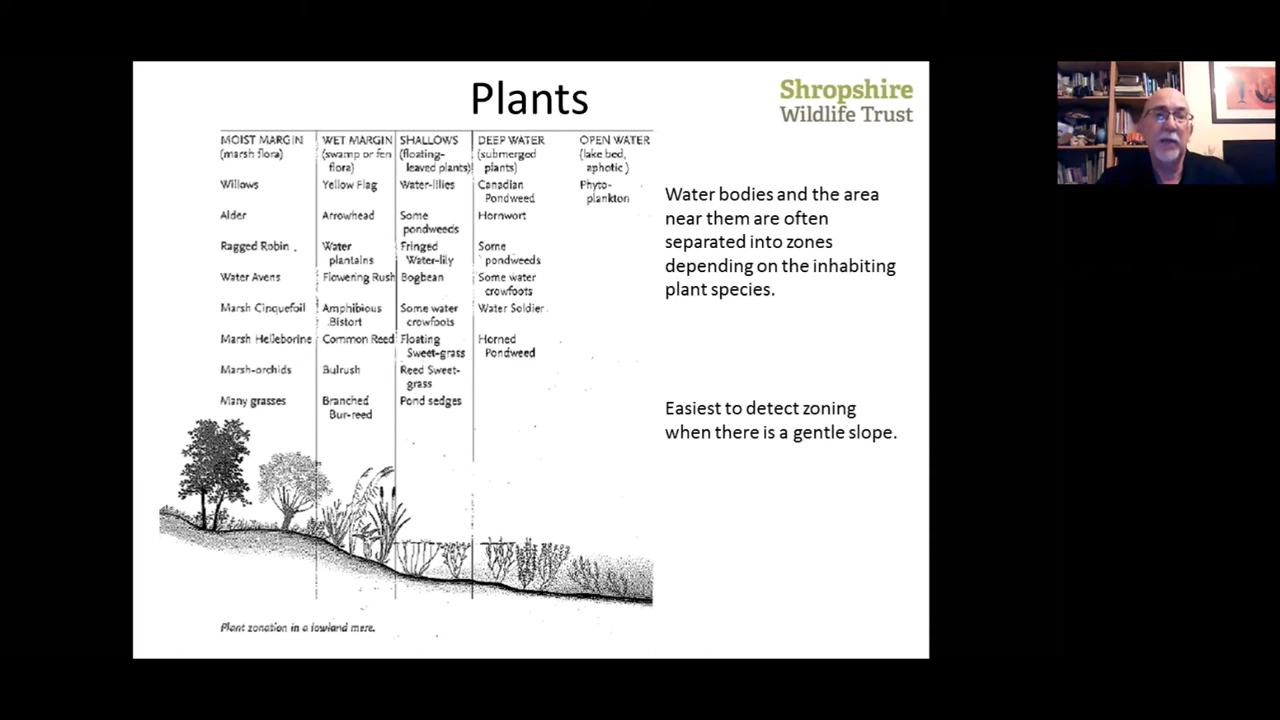 Plants
Shropshire
Wildlife Trust
MOIST MARGIN
(marsh flora)
Willows
Alder
Ragged Robin
Water Avens
Marsh Cinquefoil
Marsh Helleborine
Marsh-orchids
Many grasses
WET MARGIN
(swamp or fen
flora)
Yellow Flag
Arrowhead
Water
plantains
Flowering Rush
Amphibious
Bistort
Common Reed
Bulrush
Branched
Bur-reed
SHALLOWS
(floating-
leaved plants)
Water-lilies
Some
pondweeds
Fringed
Water-lily
Bogbean
Some water
crowfoots
Floating
Sweet-grass
Reed Sweet-
grass
Pond sedges
DEEP WATER
(submerged
plants)
Canadian
Pondweed
Hornwort
Some
pondweeds
Some water
crowfoots
Water Soldier
Horned
Pondweed
OPEN WATER
(lake bed,
aphotic)
Phyto-
plankton
Plant zonation in a lowland mere.
Water bodies and the area
near them are often
separated into zones
depending on the inhabiting
plant species.
Easiest to detect zoning
when there is a gentle slope.